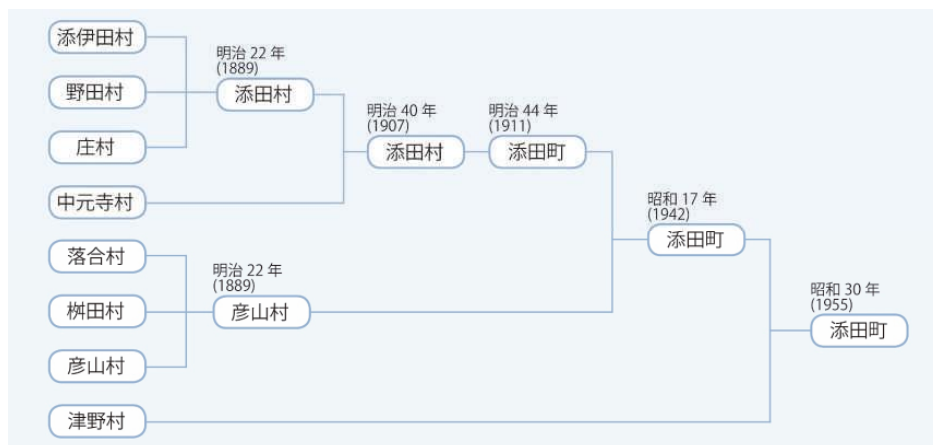 添伊田村
野田村
庄村
中元寺村
落合村
桝田村
彦山村
津野村
明治 22 年
(1889)
添田村
明治 22 年
(1889)
彦山村
明治 40 年
(1907)
添田村
明治 44 年
(1911)
添田町
昭和 17 年
(1942)
添田町
昭和 30 年
(1955)
添田町